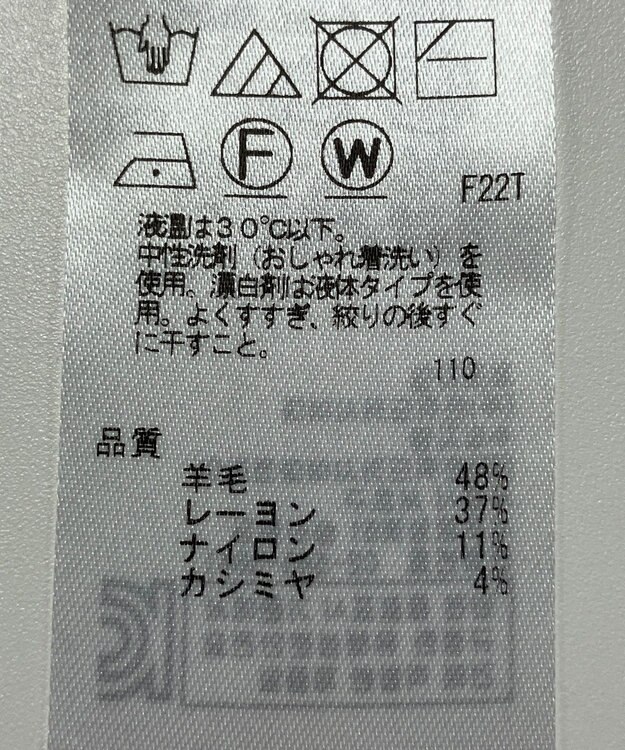 F
W
F22T
液温は30℃以下。
中性洗剤（おしゃれ着洗い）を
使用。漂白剤は液体タイプを使
用。よくすすぎ、絞りの後すぐ
に干すこと。
110
品質
羊毛 48%
レーヨン 37%
ナイロン 11%
カシミヤ 4%